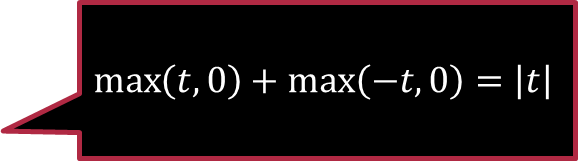 max(𝑡, 0) + max(−𝑡, 0) = |𝑡|